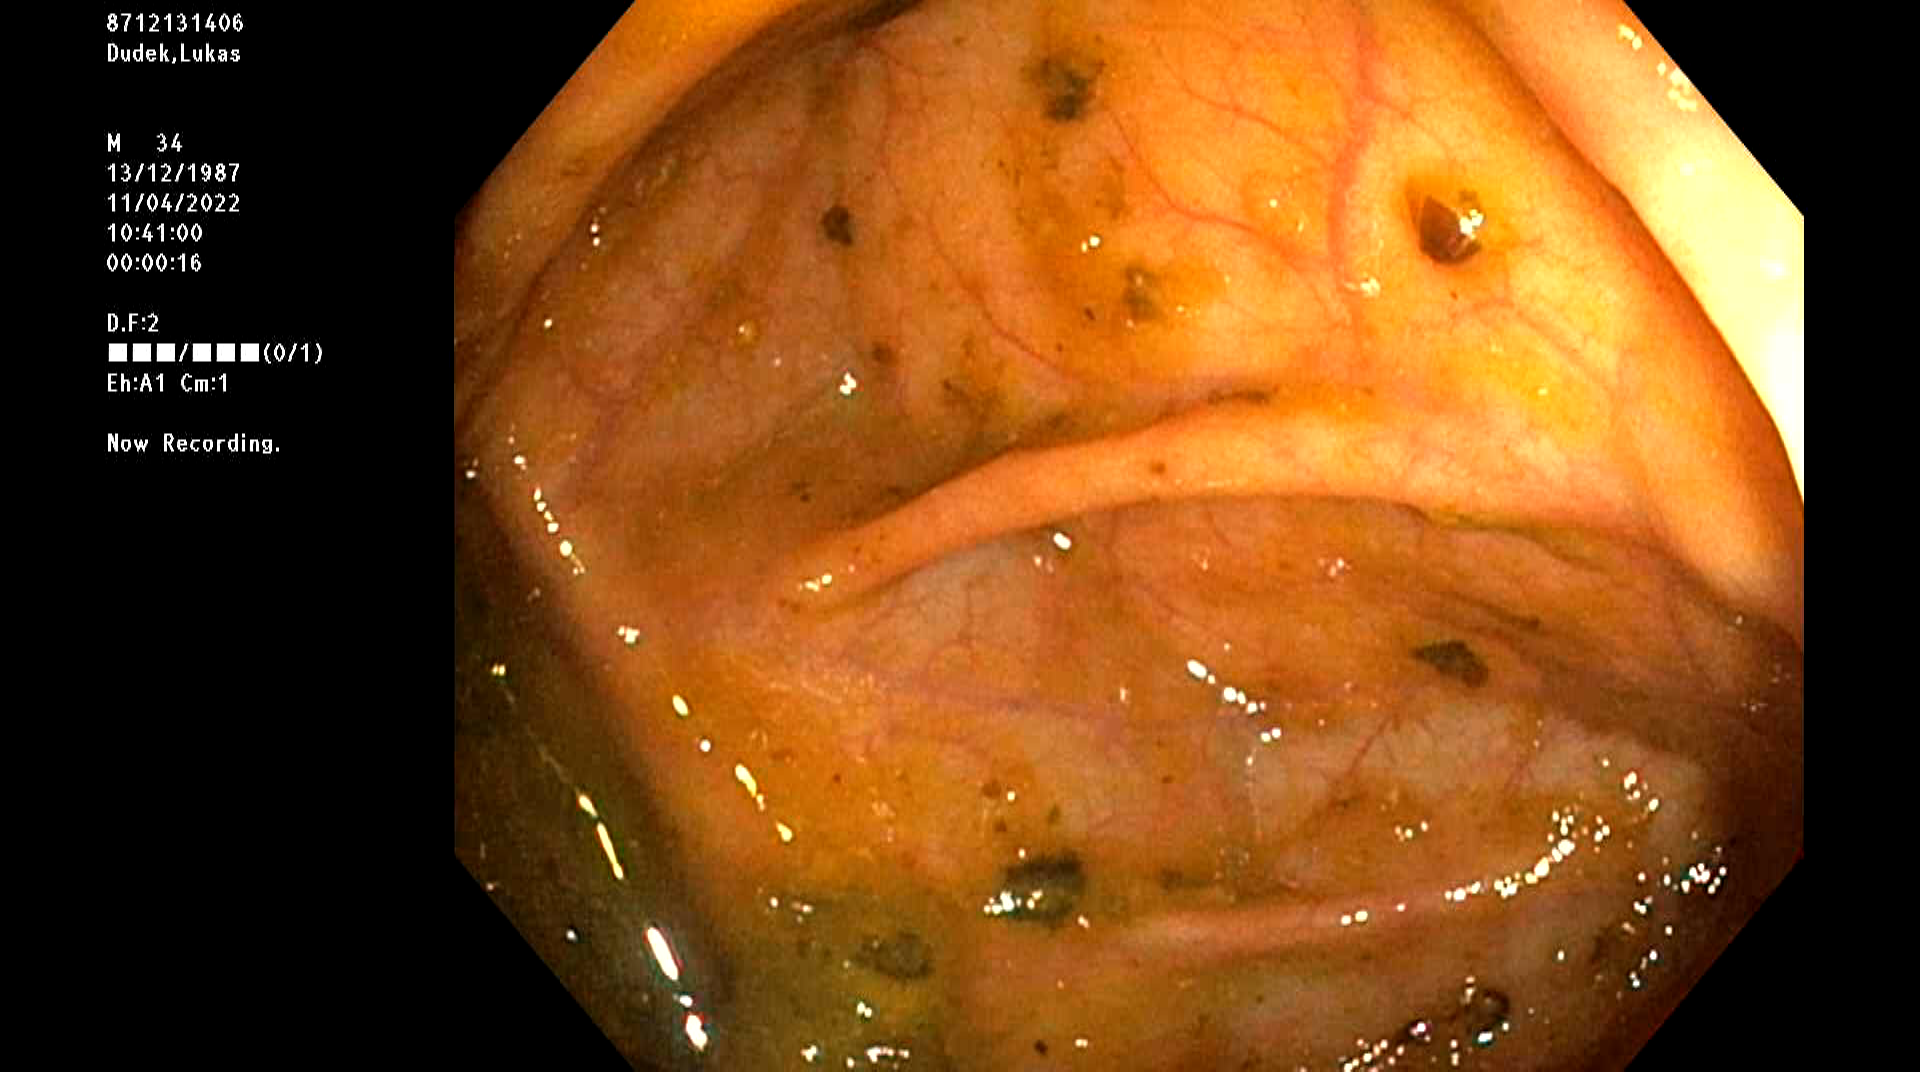 8712131406
Dudek,Lukas
M 34
13/12/1987
11/04/2022
10:41:00
00:00:16
D.F:2
■■■/■■■(0/1)
Eh:A1 Cm:1
Now Recording.